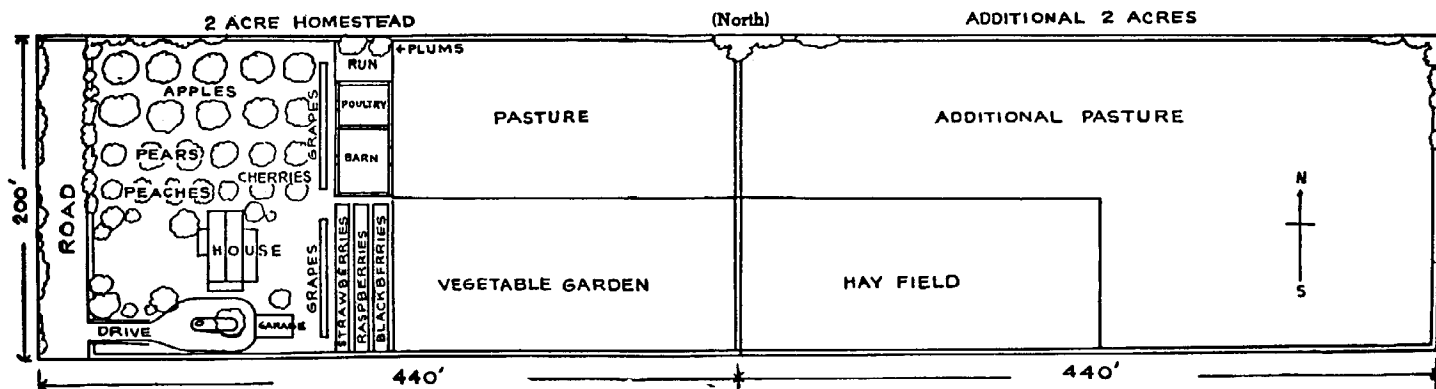 2 ACRE HOMESTEAD
(North)
ADDITIONAL 2 ACRES
+PLUMS
RUN
APPLES
GRAPES
POULTRY
PASTURE
ADDITIONAL PASTURE
BARN
PEARS
CHERRIES
PEACHES
N
200'
ROAD
HOUSE
GRAPES
STRAWBERRIES
RASPBERRIES
BLACKBERRIES
VEGETABLE GARDEN
HAY FIELD
S
DRIVE
GARAGE
440'
440'